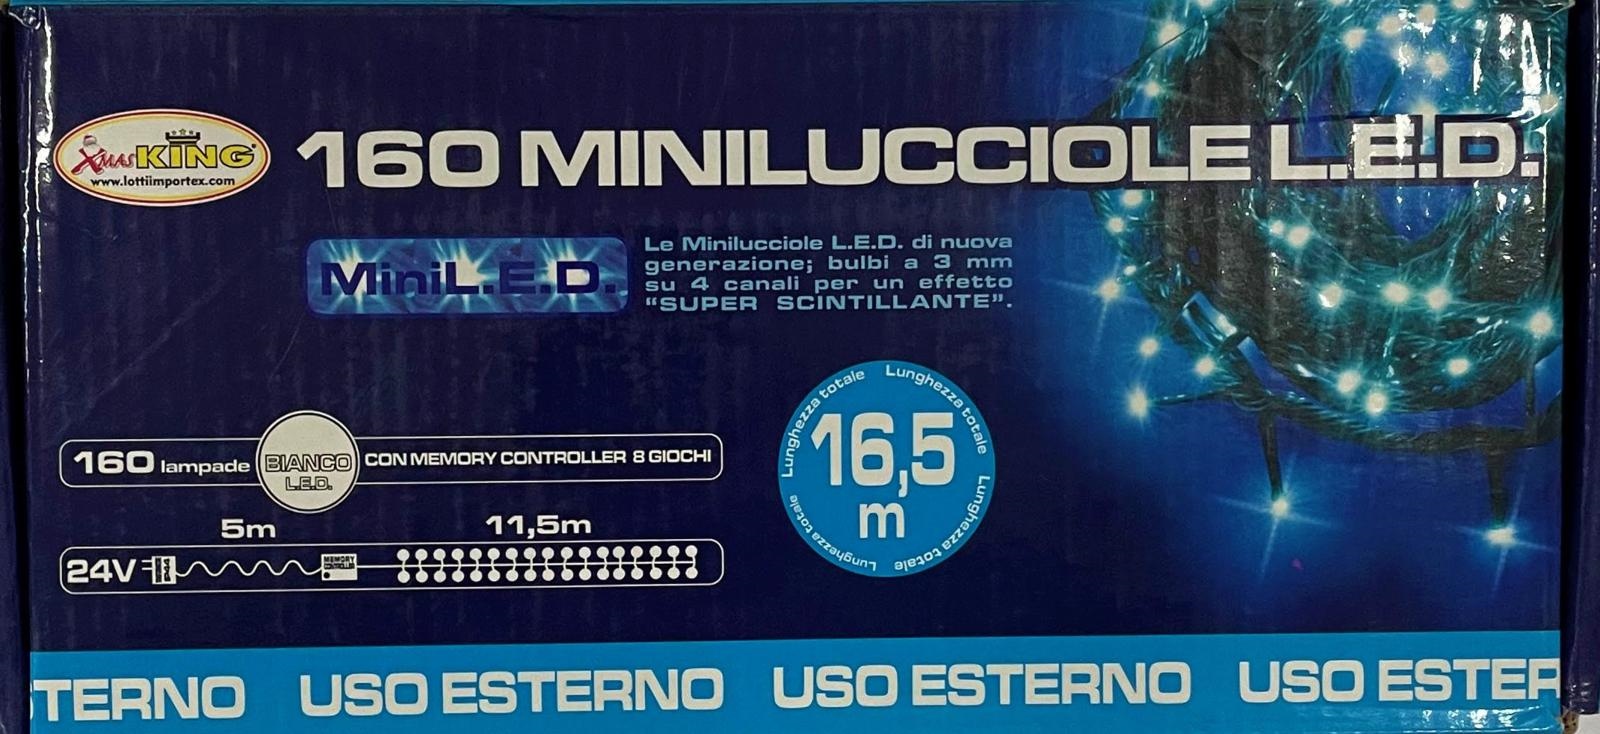 XMASKING
www.lottiimportex.com
160 MINILUCCIOLE L.E.D.
MiniL.E.D.
Le Minilucciole L.E.D. di nuova
generazione; bulbi a 3 mm
su 4 canali per un effetto
"SUPER SCINTILLANTE".
160 lampade BIANCO L.E.D. CON MEMORY CONTROLLER 8 GIOCHI
5m 11,5m
24V
MEMORY CONTROLLER
Lunghezza totale Lunghezza totale Lunghezza totale Lunghezza totale
16,5
m
TERNO USO ESTERNO USO ESTERNO USO ESTER